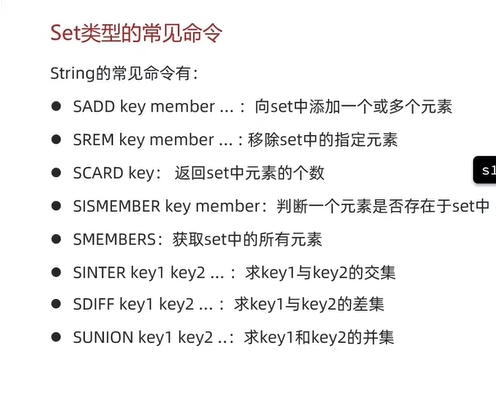 Set类型的常见命令
String的常见命令有：
● SADD key member ... ：向set中添加一个或多个元素
● SREM key member ... : 移除set中的指定元素
● SCARD key： 返回set中元素的个数
s1
● SISMEMBER key member：判断一个元素是否存在于set中
● SMEMBERS：获取set中的所有元素
● SINTER key1 key2 ... ：求key1与key2的交集
● SDIFF key1 key2 ... ：求key1与key2的差集
● SUNION key1 key2 ..：求key1和key2的并集